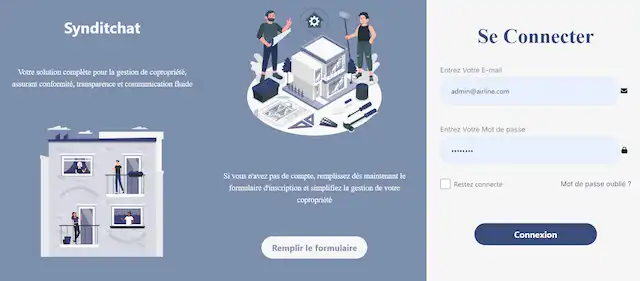 Synditchat
Votre solution complète pour la gestion de copropriété,
assurant conformité, transparence et communication fluide
Si vous n'avez pas de compte, remplissez dès maintenant le
formulaire d'inscription et simplifiez la gestion de votre
copropriété
Remplir le formulaire
Se Connecter
Entrez Votre E-mail
admin@airline.com
Entrez Votre Mot de passe
••••••••
Restez connecte
Mot de passe oublié ?
Connexion